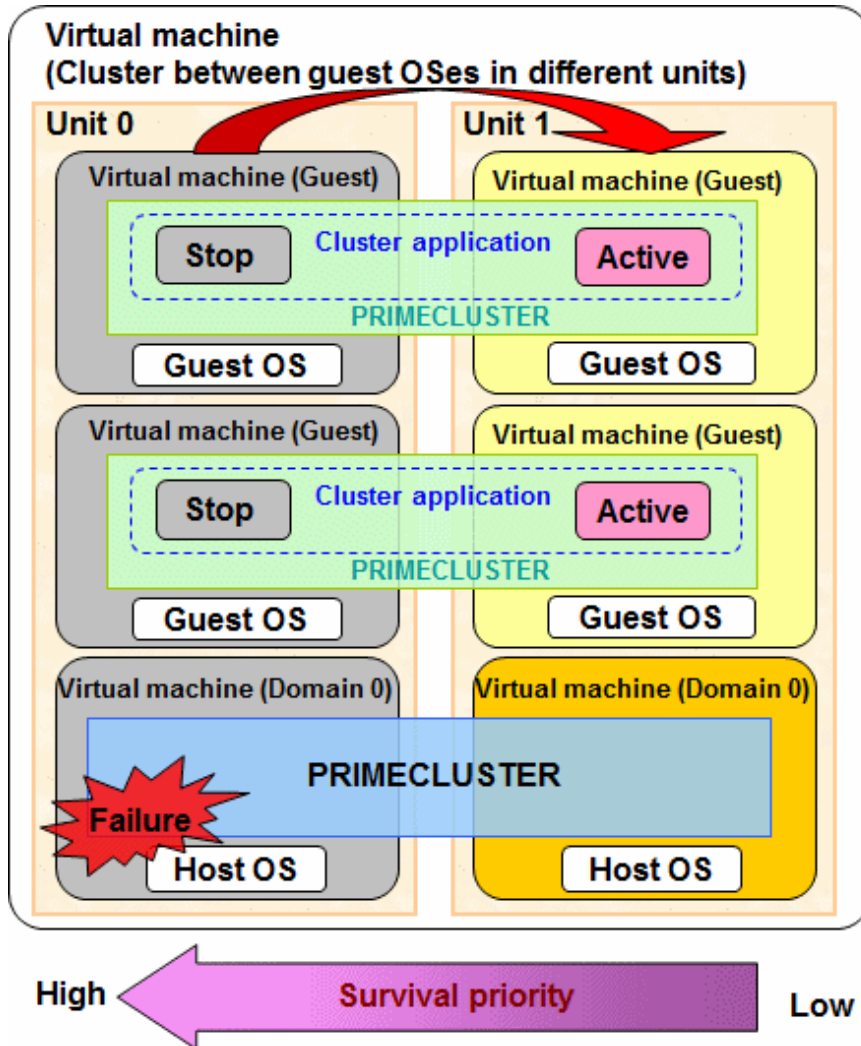 Virtual machine
(Cluster between guest OSes in different units)
Unit 0
Unit 1
Virtual machine (Guest)
Virtual machine (Guest)
Stop
Cluster application
Active
PRIMECLUSTER
Guest OS
Guest OS
Virtual machine (Guest)
Virtual machine (Guest)
Stop
Cluster application
Active
PRIMECLUSTER
Guest OS
Guest OS
Virtual machine (Domain 0)
Virtual machine (Domain 0)
PRIMECLUSTER
Failure
Host OS
Host OS
High
Survival priority
Low